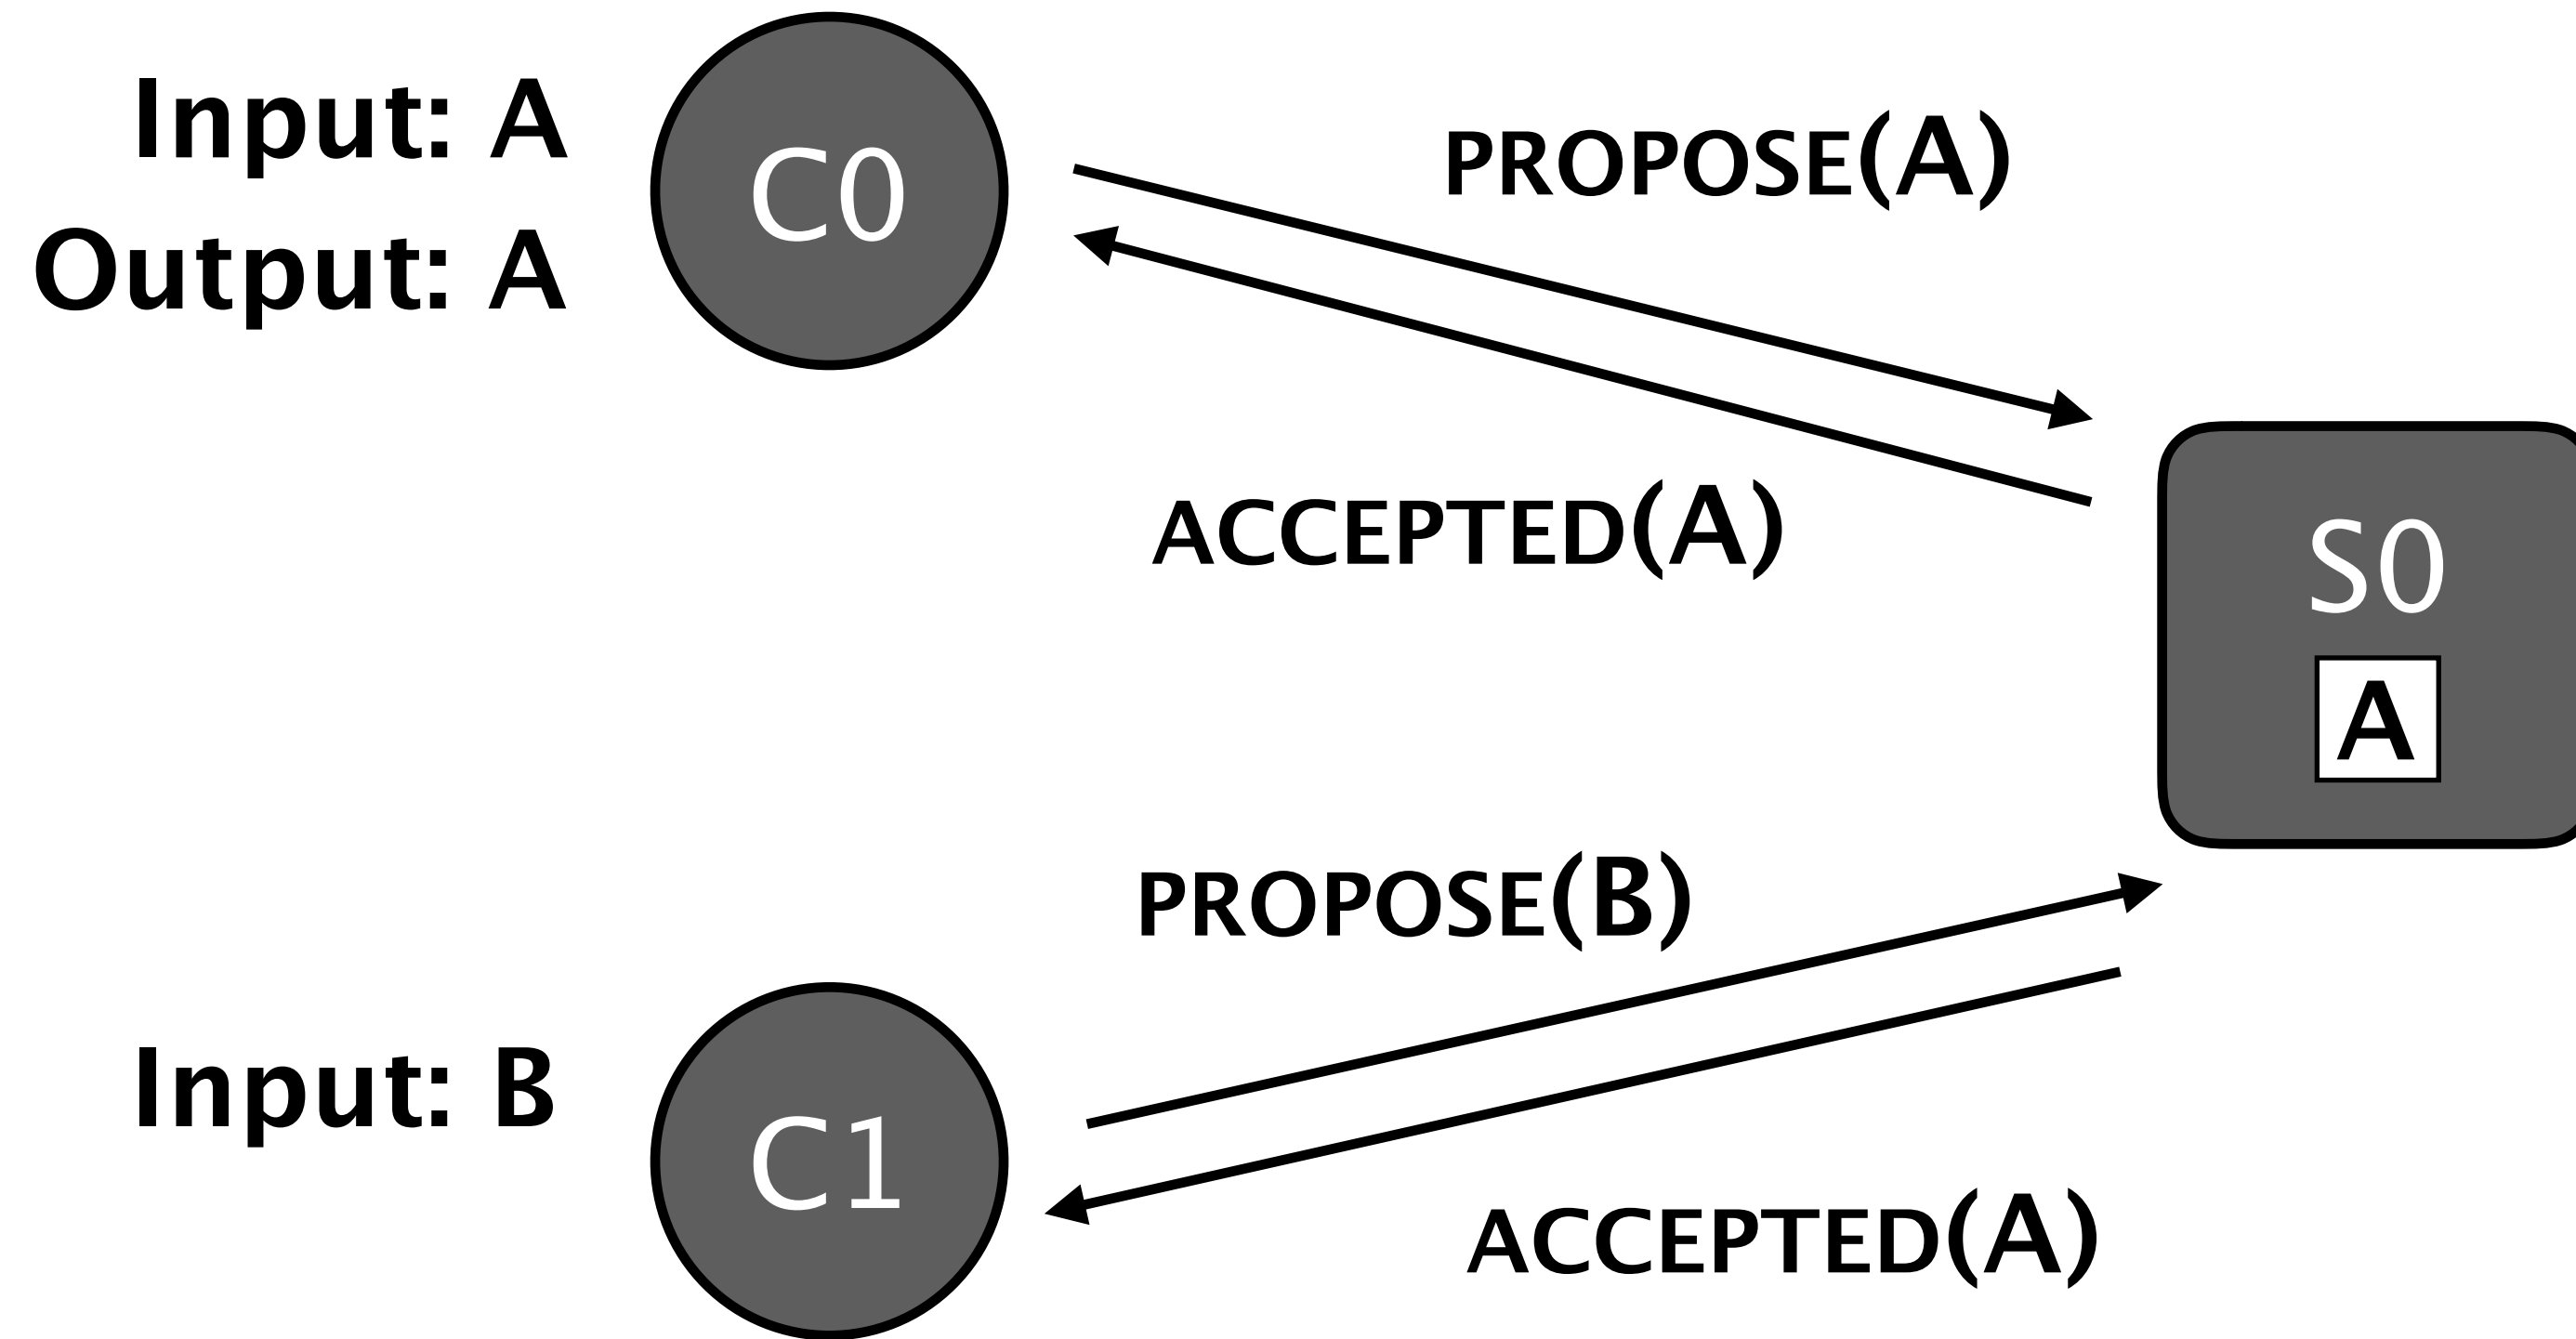 Input: A
Output: A
C0
PROPOSE(A)
ACCEPTED(A)
S0
A
PROPOSE(B)
Input: B
C1
ACCEPTED(A)